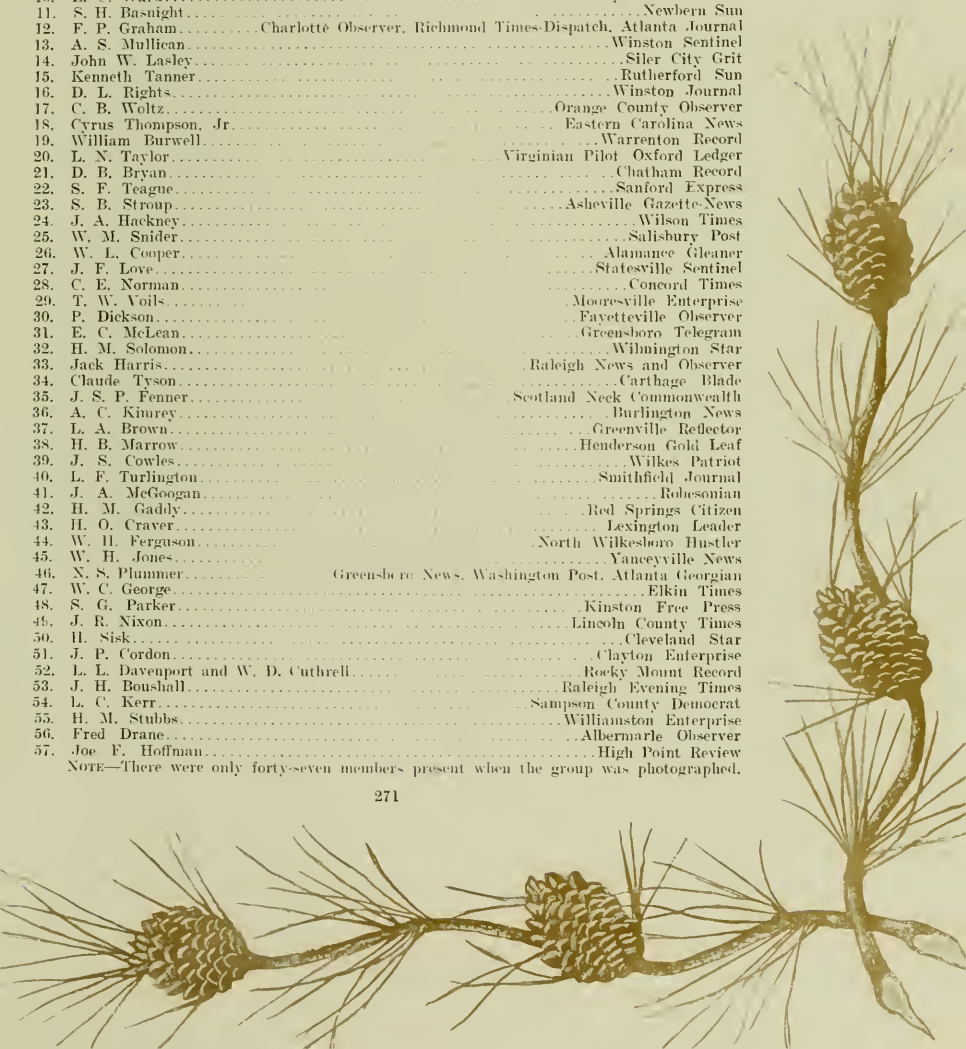 11. S. H. Basnight..........Newbern Sun
12. F. P. Graham..........Charlotte Observer, Richmond Times-Dispatch, Atlanta Journal
13. A. S. Mullican..........Winston Sentinel
14. John W. Lasley..........Siler City Grit
15. Kenneth Tanner..........Rutherford Sun
16. D. L. Rights..........Winston Journal
17. C. B. Woltz..........Orange County Observer
18. Cyrus Thompson, Jr..........Eastern Carolina News
19. William Burwell..........Warrenton Record
20. L. N. Taylor..........Virginian Pilot Oxford Ledger
21. D. B. Bryan..........Chatham Record
22. S. F. Teague..........Sanford Express
23. S. B. Stroup..........Asheville Gazette-News
24. J. A. Hackney..........Wilson Times
25. W. M. Snider..........Salisbury Post
26. W. L. Cooper..........Alamance Gleaner
27. J. F. Love..........Statesville Sentinel
28. C. E. Norman..........Concord Times
29. T. W. Voils..........Mooresville Enterprise
30. P. Dickson..........Fayetteville Observer
31. E. C. McLean..........Greensboro Telegram
32. H. M. Solomon..........Wilmington Star
33. Jack Harris..........Raleigh News and Observer
34. Claude Tyson..........Carthage Blade
35. J. S. P. Fenner..........Scotland Neck Commonwealth
36. A. C. Kimrey..........Burlington News
37. L. A. Brown..........Greenville Reflector
38. H. B. Marrow..........Henderson Gold Leaf
39. J. S. Cowles..........Wilkes Patriot
40. L. F. Turlington..........Smithfield Journal
41. J. A. McGoogan..........Robesonian
42. H. M. Gaddy..........Red Springs Citizen
43. H. O. Craver..........Lexington Leader
44. W. H. Ferguson..........North Wilkesboro Hustler
45. W. H. Jones..........Yanceyville News
46. N. S. Plummer..........Greensboro News, Washington Post, Atlanta Georgian
47. W. C. George..........Elkin Times
48. S. G. Parker..........Kinston Free Press
49. J. R. Nixon..........Lincoln County Times
50. H. Sisk..........Cleveland Star
51. J. P. Cordon..........Clayton Enterprise
52. L. L. Davenport and W. D. Cuthrell..........Rocky Mount Record
53. J. H. Boushall..........Raleigh Evening Times
54. L. C. Kerr..........Sampson County Democrat
55. H. M. Stubbs..........Williamston Enterprise
56. Fred Drane..........Albermarle Observer
57. Joe F. Hoffman..........High Point Review
NOTE—There were only forty-seven members present when the group was photographed.
271